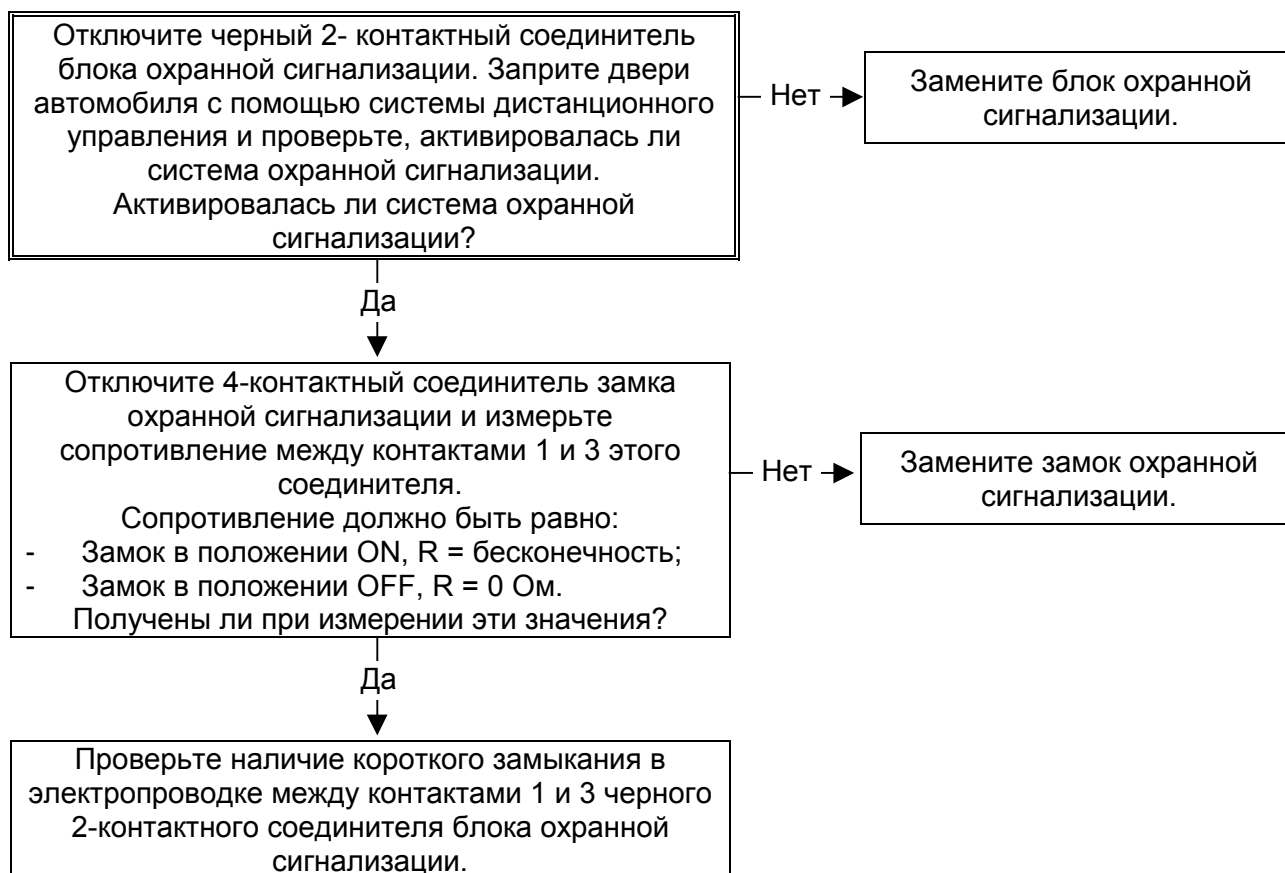 Отключите черный 2- контактный соединитель
блока охранной сигнализации. Заприте двери
автомобиля с помощью системы дистанционного
управления и проверьте, активировалась ли
система охранной сигнализации.
Активировалась ли система охранной
сигнализации?
Нет
Замените блок охранной
сигнализации.
Да
Отключите 4-контактный соединитель замка
охранной сигнализации и измерьте
сопротивление между контактами 1 и 3 этого
соединителя.
Сопротивление должно быть равно:
- Замок в положении ON, R = бесконечность;
- Замок в положении OFF, R = 0 Ом.
Получены ли при измерении эти значения?
Нет
Замените замок охранной
сигнализации.
Да
Проверьте наличие короткого замыкания в
электропроводке между контактами 1 и 3 черного
2-контактного соединителя блока охранной
сигнализации.